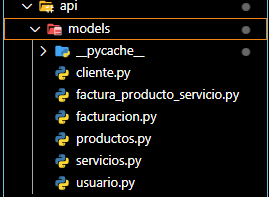 api
models
__pycache__
cliente.py
factura_producto_servicio.py
facturacion.py
productos.py
servicios.py
usuario.py